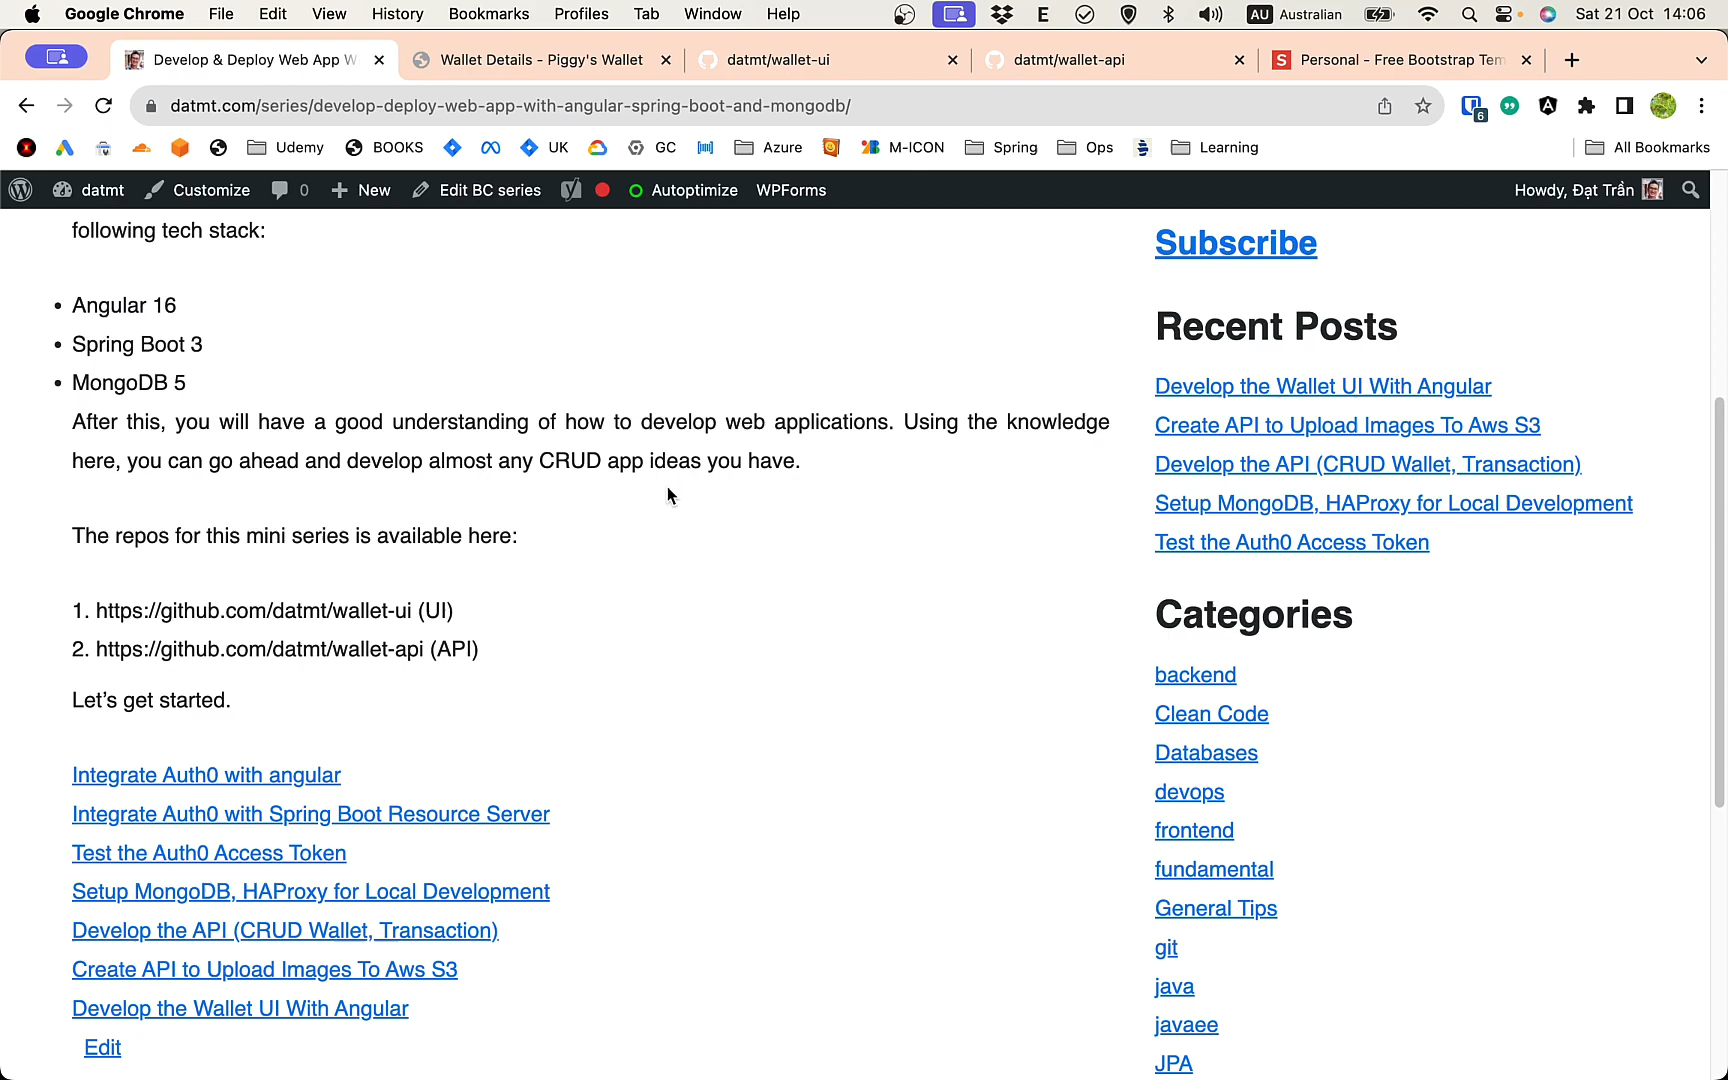 Google Chrome File Edit View History Bookmarks Profiles Tab Window Help E AU Australian Sat 21 Oct 14:06
Develop & Deploy Web App W Wallet Details - Piggy's Wallet datmt/wallet-ui datmt/wallet-api S Personal - Free Bootstrap Tem
datmt.com/series/develop-deploy-web-app-with-angular-spring-boot-and-mongodb/ 6
Udemy BOOKS UK GC Azure M-ICON Spring Ops Learning All Bookmarks
datmt Customize 0 New Edit BC series Autoptimize WPForms Howdy, Đạt Trần
following tech stack:
• Angular 16
• Spring Boot 3
• MongoDB 5
After this, you will have a good understanding of how to develop web applications. Using the knowledge
here, you can go ahead and develop almost any CRUD app ideas you have.
The repos for this mini series is available here:
1. https://github.com/datmt/wallet-ui (UI)
2. https://github.com/datmt/wallet-api (API)
Let’s get started.
Integrate Auth0 with angular
Integrate Auth0 with Spring Boot Resource Server
Test the Auth0 Access Token
Setup MongoDB, HAProxy for Local Development
Develop the API (CRUD Wallet, Transaction)
Create API to Upload Images To Aws S3
Develop the Wallet UI With Angular
Edit
Subscribe
Recent Posts
Develop the Wallet UI With Angular
Create API to Upload Images To Aws S3
Develop the API (CRUD Wallet, Transaction)
Setup MongoDB, HAProxy for Local Development
Test the Auth0 Access Token
Categories
backend
Clean Code
Databases
devops
frontend
fundamental
General Tips
git
java
javaee
JPA